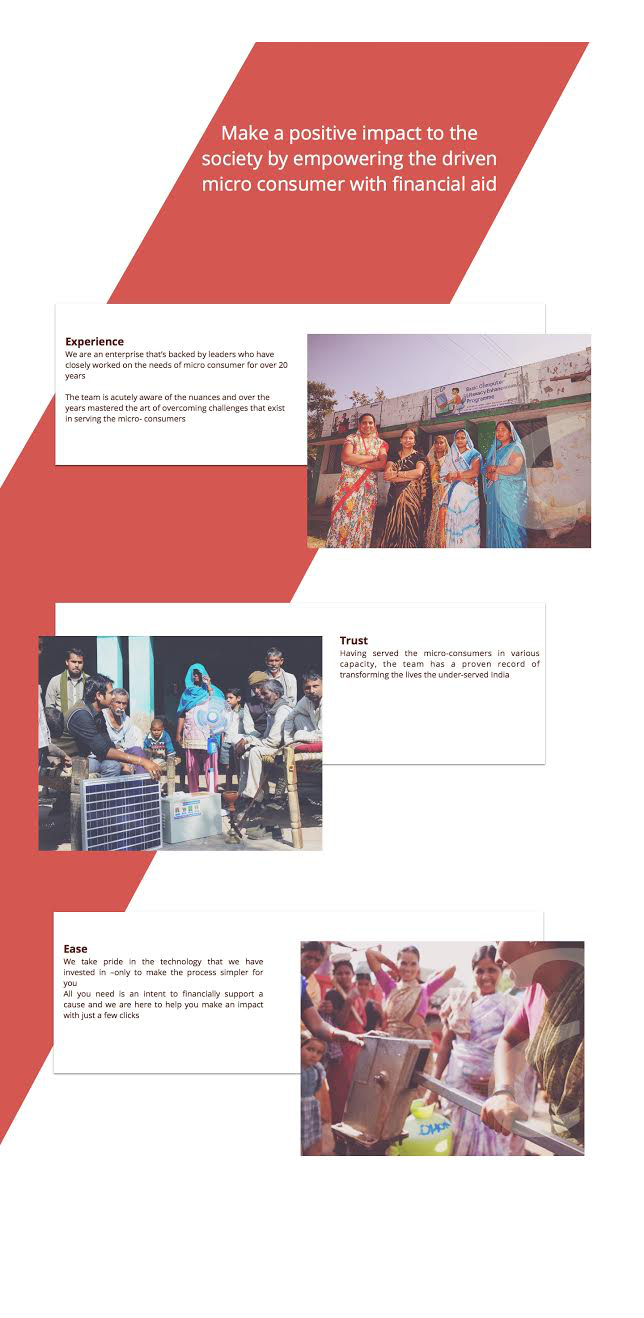 Make a positive impact to the
society by empowering the driven
micro consumer with financial aid
Experience
We are an enterprise that's backed by leaders who have
closely worked on the needs of micro consumer for over 20
years
The team is acutely aware of the nuances and over the
years mastered the art of overcoming challenges that exist
in serving the micro- consumers
Basic Computer
Literacy Enhancement
Programme
Trust
Having served the micro-consumers in various
capacity, the team has a proven record of
transforming the lives the under-served India
Ease
We take pride in the technology that we have
invested in –only to make the process simpler for
you
All you need is an intent to financially support a
cause and we are here to help you make an impact
with just a few clicks